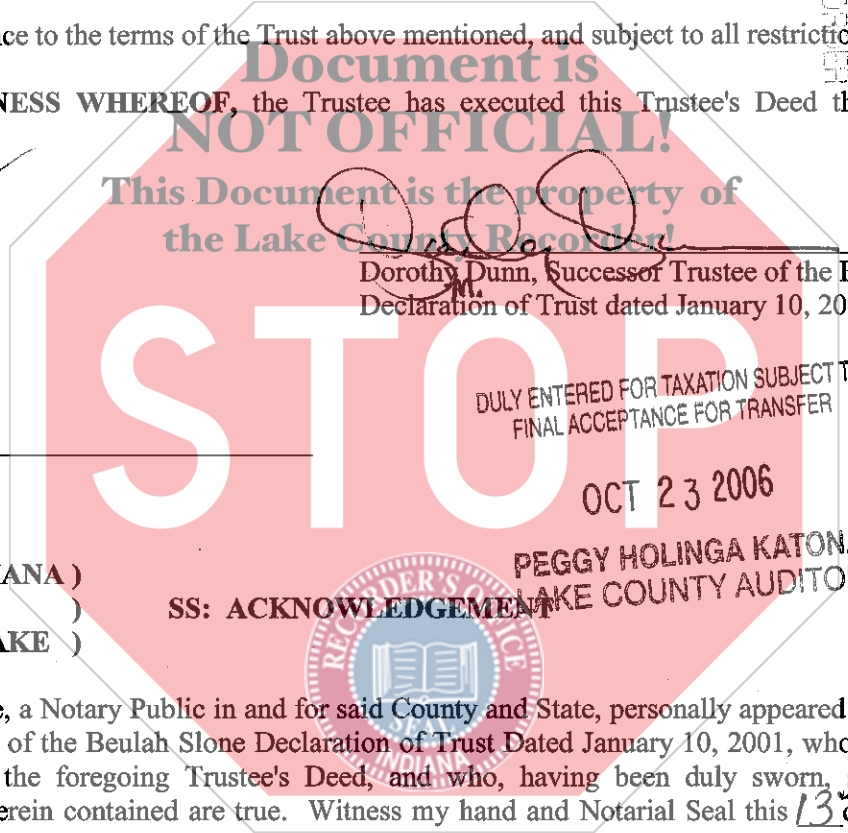 ce to the terms of the Trust above mentioned, and subject to all restrictio
Document is
NESS WHEREOF, the Trustee has executed this Trustee's Deed th
NOT OFFICIAL!
This Document is the property of
the Lake County Recorder!
Dorothy M. Dunn, Successor Trustee of the B
Declaration of Trust dated January 10, 20
STOP
DULY ENTERED FOR TAXATION SUBJECT T
FINAL ACCEPTANCE FOR TRANSFER
OCT 23 2006
PEGGY HOLINGA KATON
LAKE COUNTY AUDITO
ANA )
) SS: ACKNOWLEDGEMENT
AKE )
RECORDER'S OFFICE
SEAL
INDIANA
e, a Notary Public in and for said County and State, personally appeared
of the Beulah Slone Declaration of Trust Dated January 10, 2001, who
the foregoing Trustee's Deed, and who, having been duly sworn,
erein contained are true. Witness my hand and Notarial Seal this 13